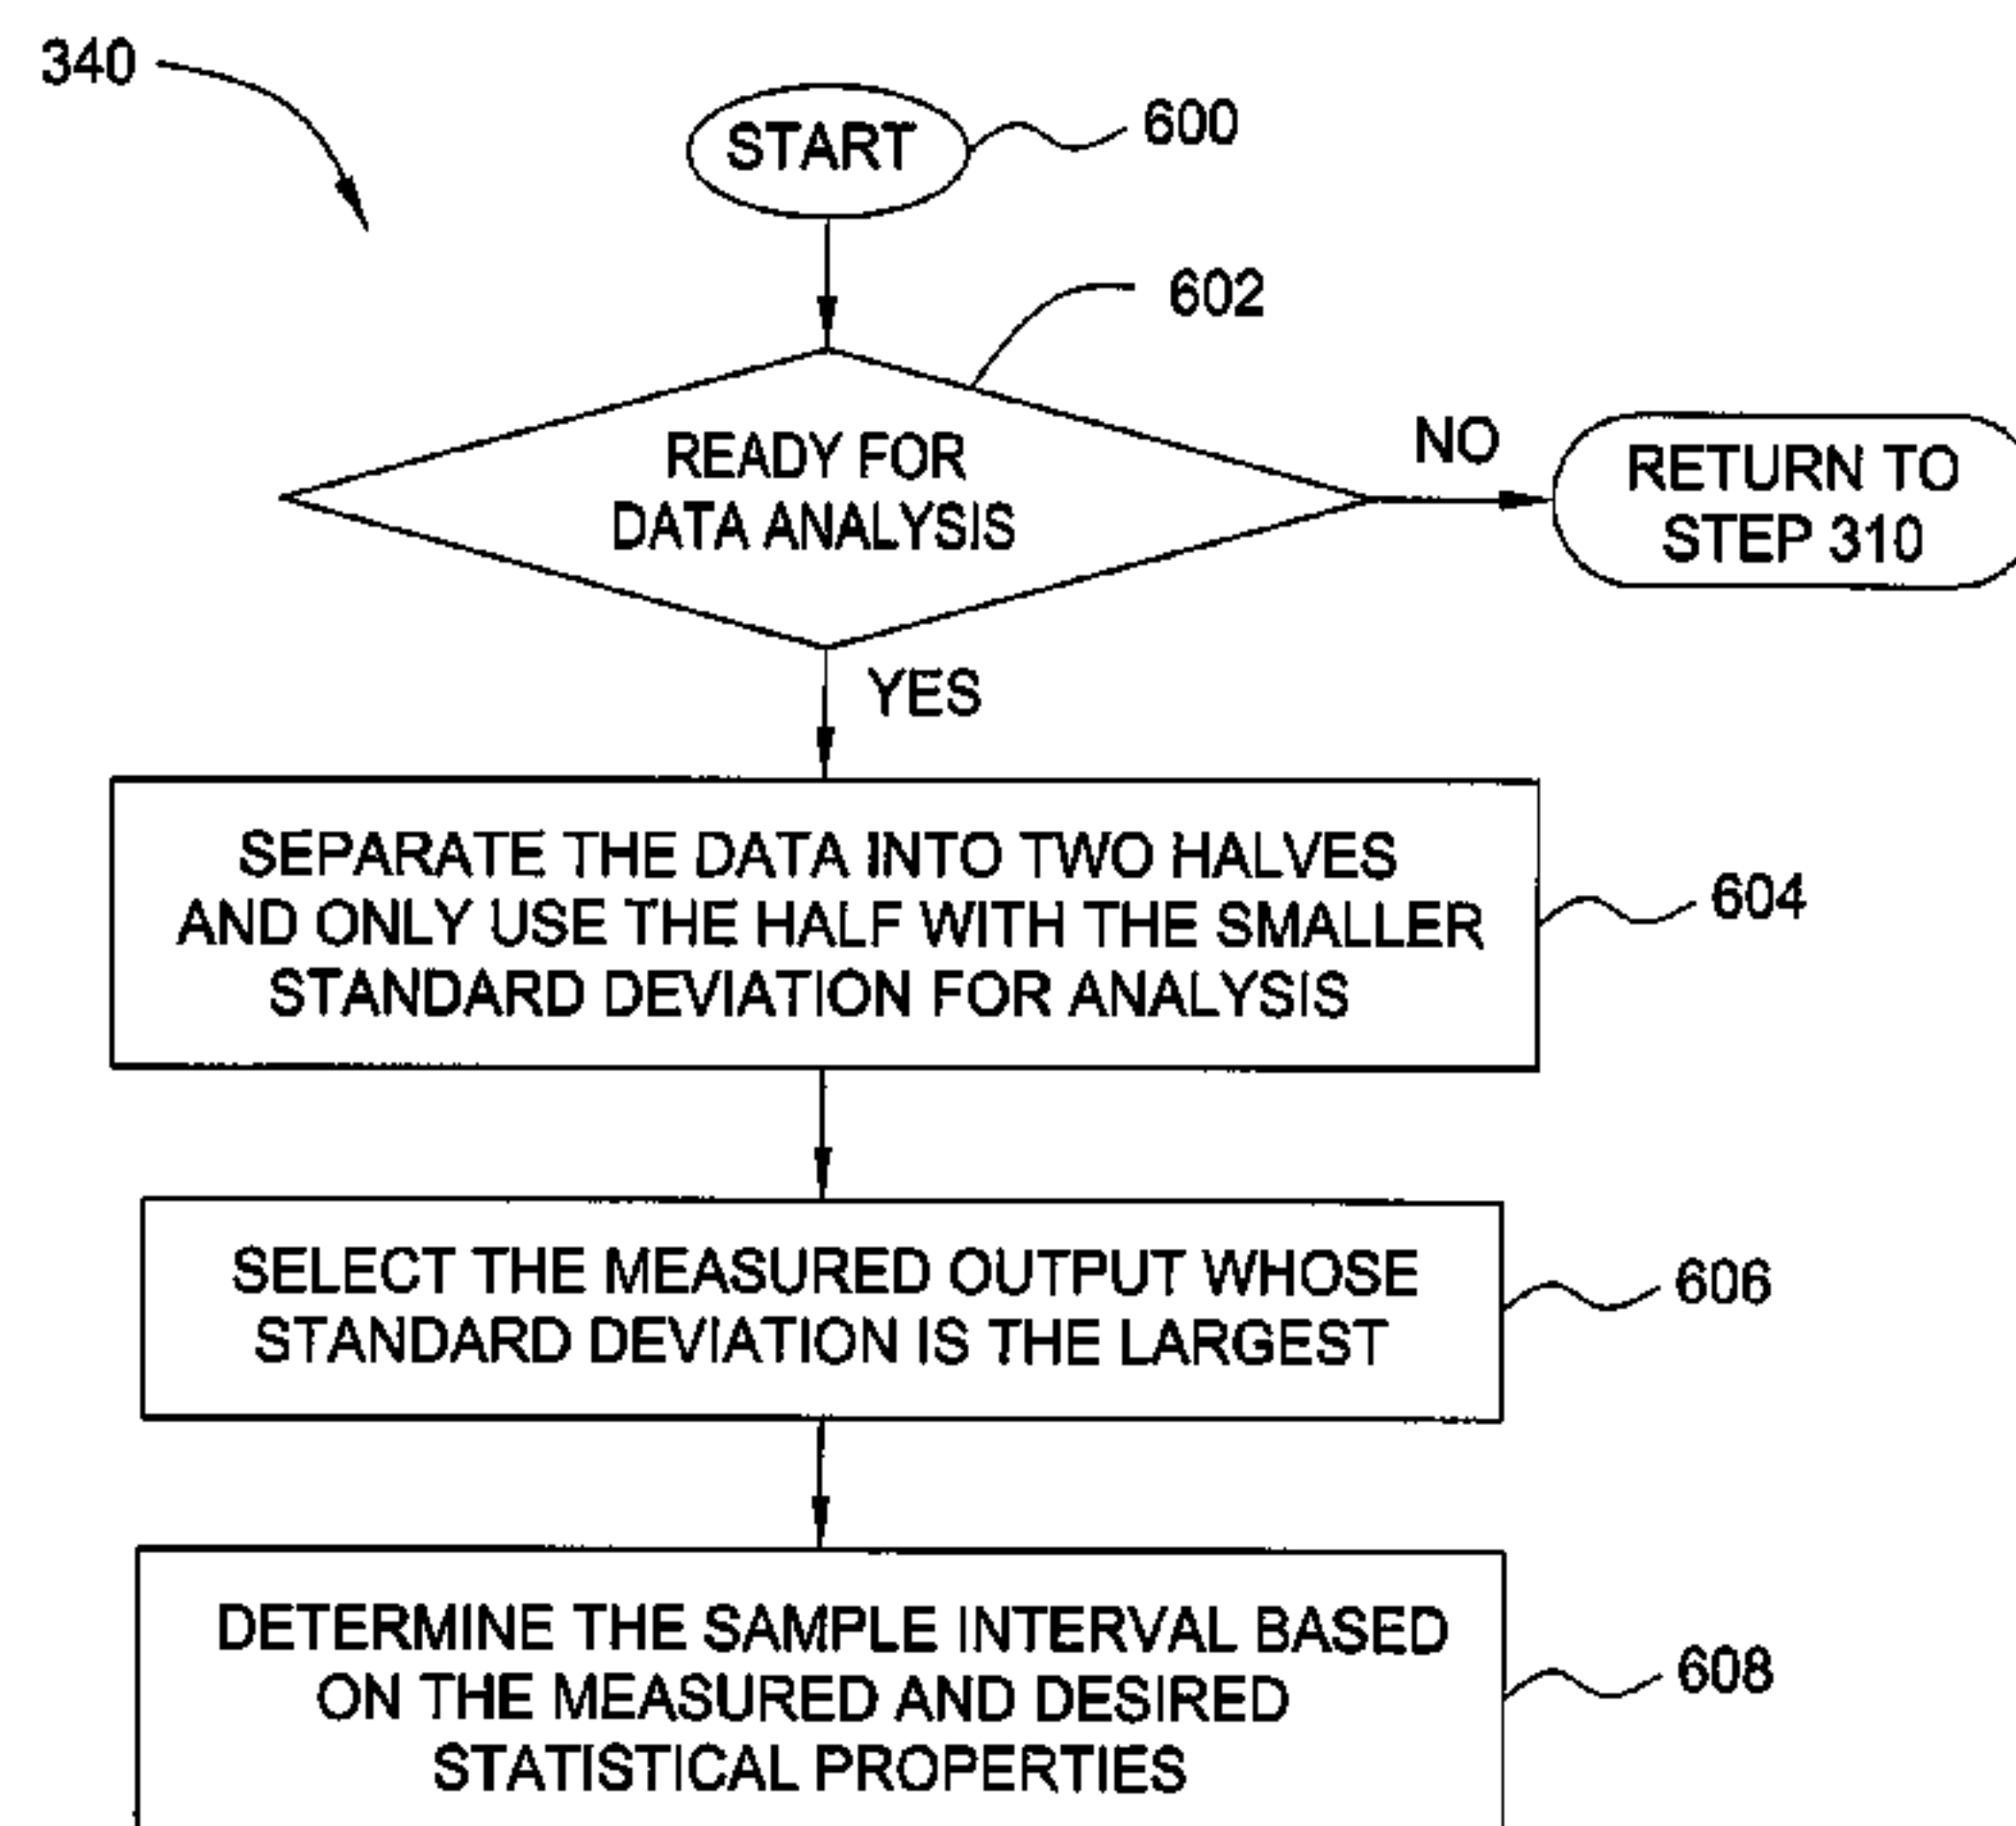 340
START
600
602
READY FOR
DATA ANALYSIS
NO
RETURN TO
STEP 310
YES
SEPARATE THE DATA INTO TWO HALVES
AND ONLY USE THE HALF WITH THE SMALLER
STANDARD DEVIATION FOR ANALYSIS
604
SELECT THE MEASURED OUTPUT WHOSE
STANDARD DEVIATION IS THE LARGEST
606
DETERMINE THE SAMPLE INTERVAL BASED
ON THE MEASURED AND DESIRED
STATISTICAL PROPERTIES
608